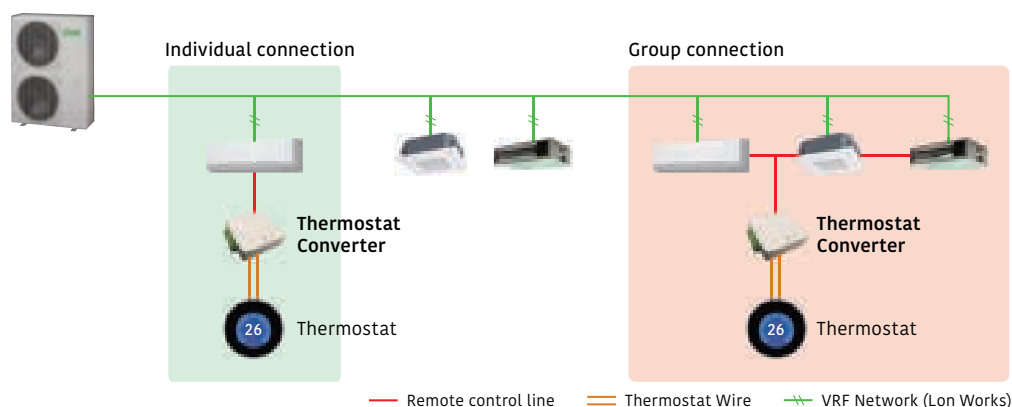 Individual connection
Group connection
Thermostat
Converter
Thermostat
Converter
26
Thermostat
26
Thermostat
Remote control line
Thermostat Wire
VRF Network (Lon Works)